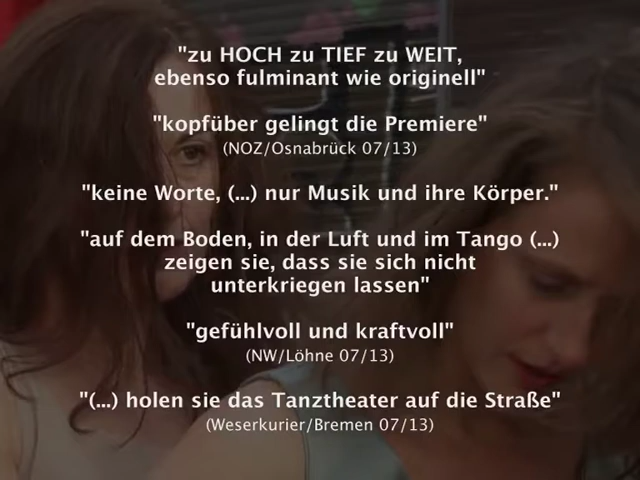 "zu HOCH zu TIEF zu WEIT,
ebenso fulminant wie originell"
"kopfüber gelingt die Premiere"
(NOZ/Osnabrück 07/13)
"keine Worte, (...) nur Musik und ihre Körper."
"auf dem Boden, in der Luft und im Tango (...)
zeigen sie, dass sie sich nicht
unterkriegen lassen"
"gefühlvoll und kraftvoll"
(NW/Löhne 07/13)
"(...) holen sie das Tanztheater auf die Straße"
(Weserkurier/Bremen 07/13)